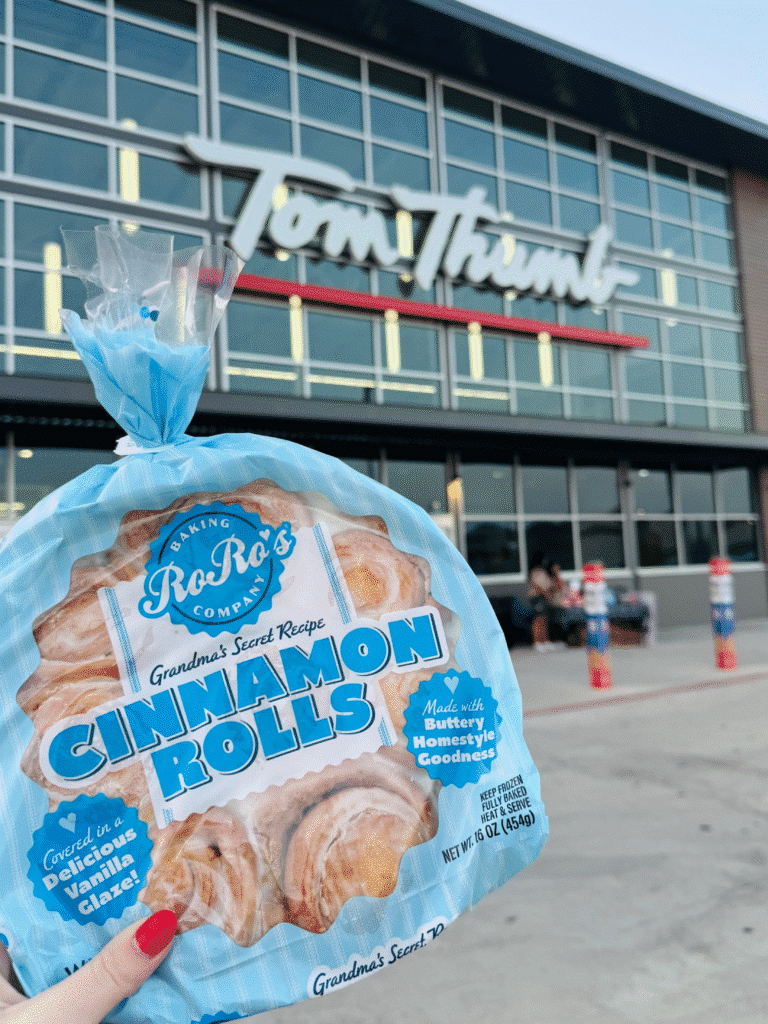 Tom Thumb
BAKING
RoRo's
COMPANY
Grandma's Secret Recipe
CINNAMON
ROLLS
Made with
Buttery
Homestyle
Goodness
Covered in a
Delicious
Vanilla
Glaze!
KEEP FROZEN
FULLY BAKED
HEAT & SERVE
NET WT. 16 OZ (454g)
Grandma's Secret